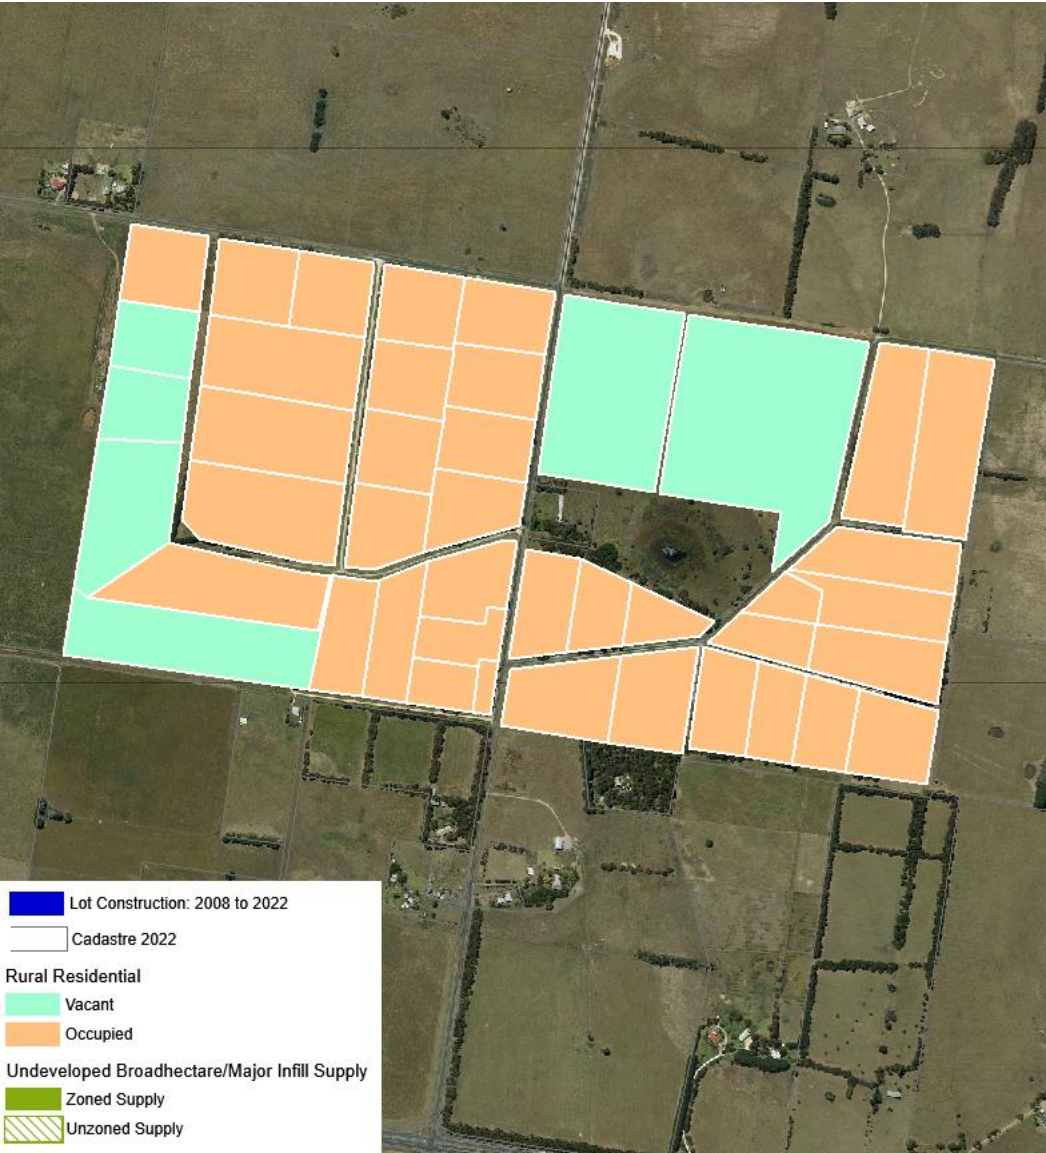 Lot Construction: 2008 to 2022
Cadastre 2022
Rural Residential
Vacant
Occupied
Undeveloped Broadhectare/Major Infill Supply
Zoned Supply
Unzoned Supply